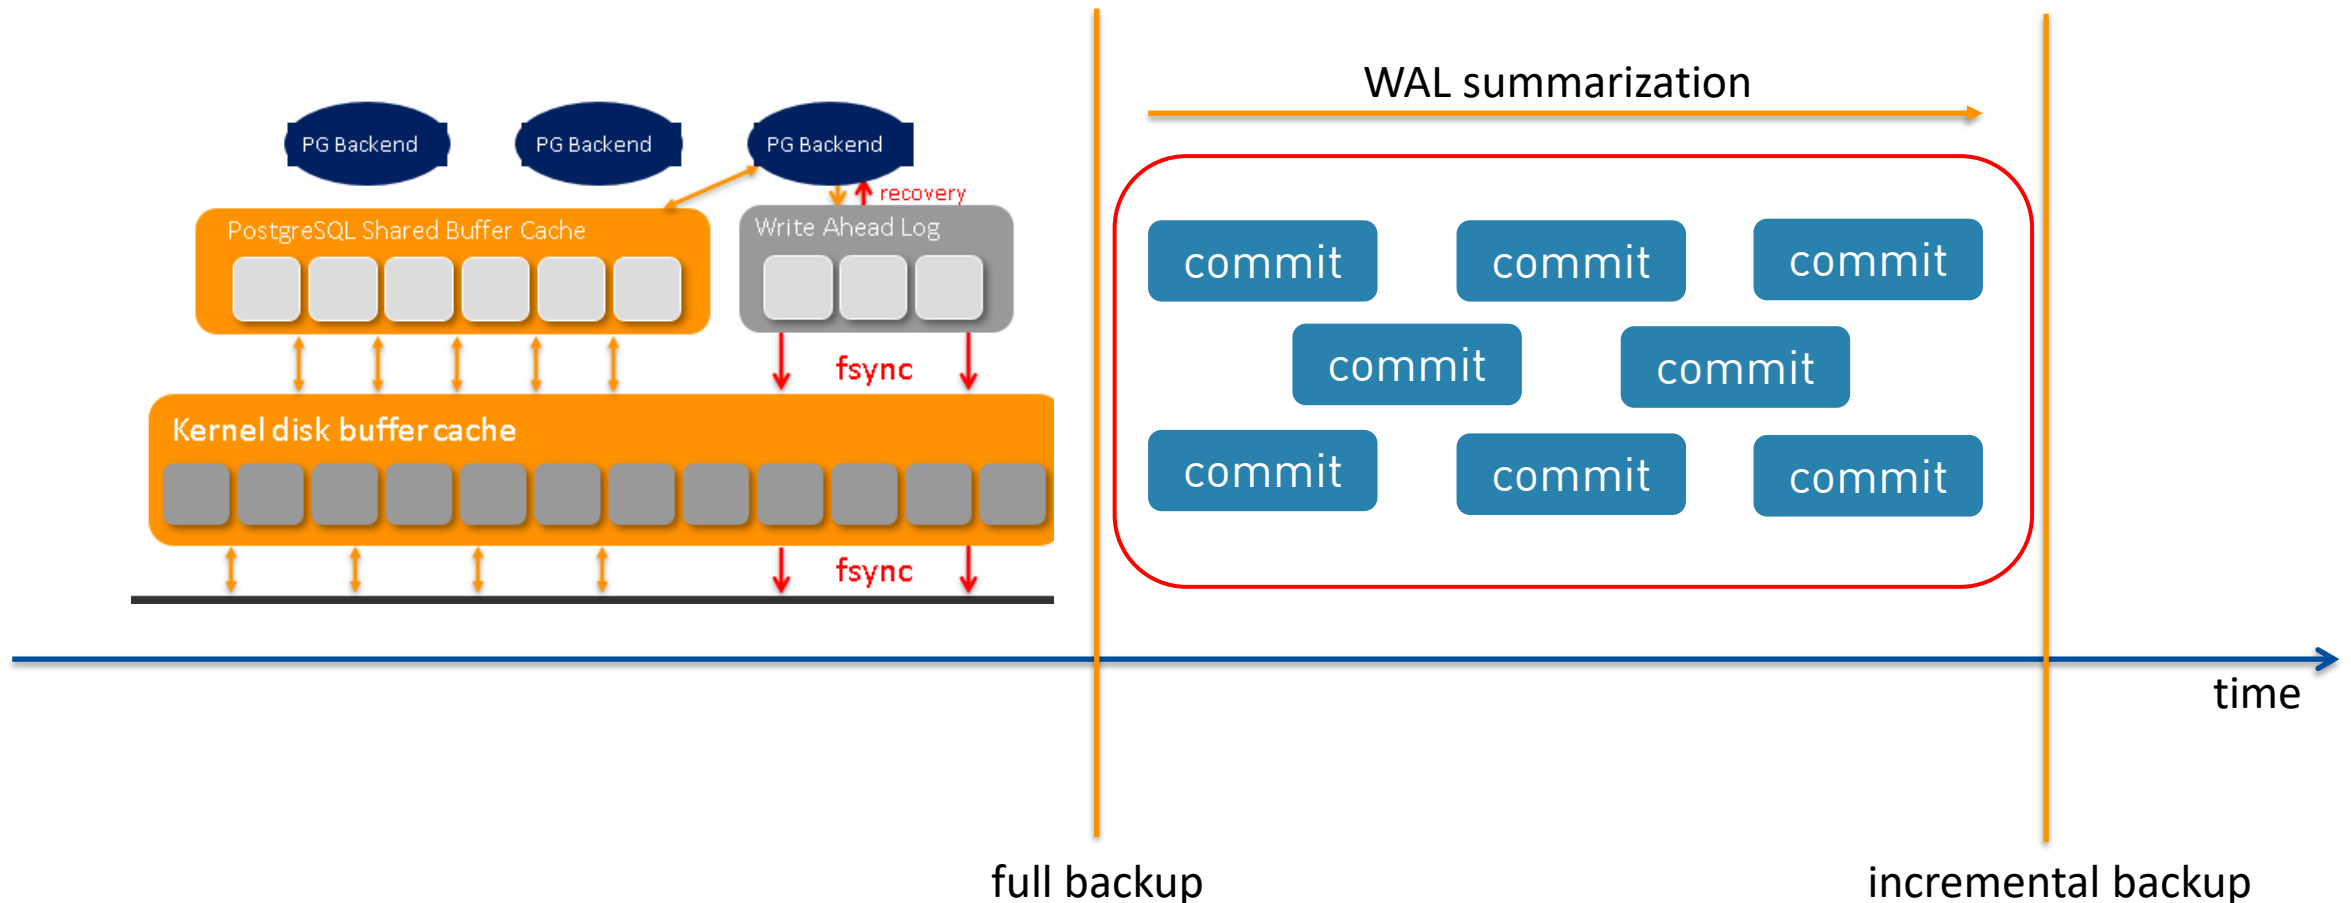 WAL summarization
PG Backend
PG Backend
PG Backend
recovery
PostgreSQL Shared Buffer Cache
Write Ahead Log
commit
commit
commit
fsync
commit
commit
Kernel disk buffer cache
commit
commit
commit
fsync
time
full backup
incremental backup